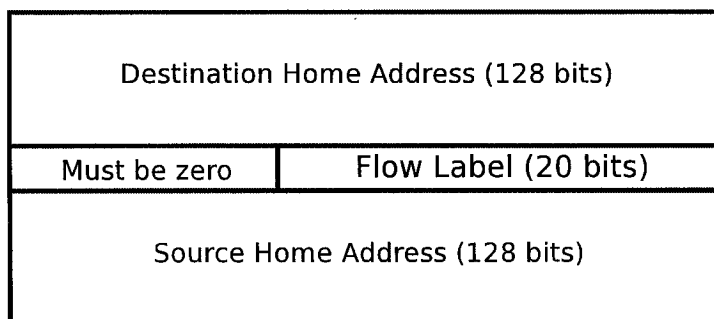 Destination Home Address (128 bits)
Must be zero Flow Label (20 bits)
Source Home Address (128 bits)